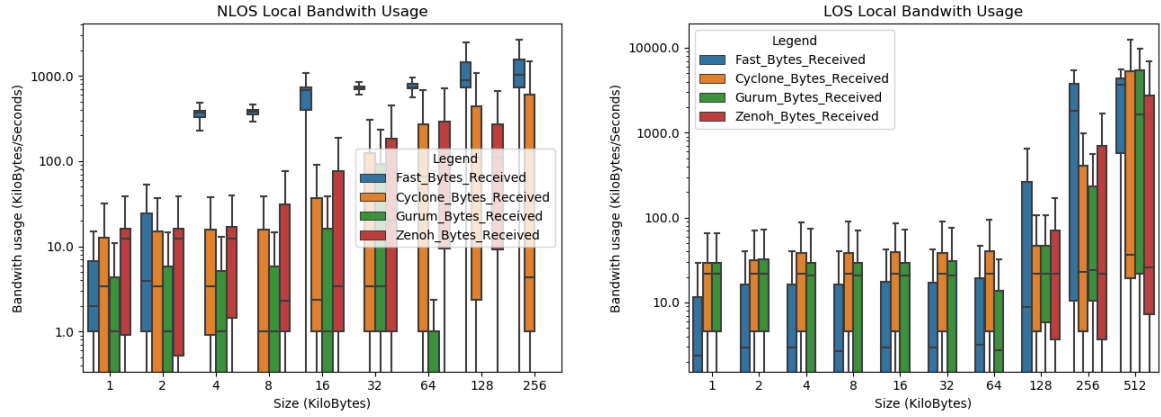 NLOS Local Bandwith Usage
Bandwith usage (KiloBytes/Seconds)
1000.0
100.0
10.0
1.0
Legend
Fast_Bytes_Received
Cyclone_Bytes_Received
Gurum_Bytes_Received
Zenoh_Bytes_Received
1 2 4 8 16 32 64 128 256
Size (KiloBytes)
LOS Local Bandwith Usage
Bandwith usage (KiloBytes/Seconds)
10000.0
1000.0
100.0
10.0
Legend
Fast_Bytes_Received
Cyclone_Bytes_Received
Gurum_Bytes_Received
Zenoh_Bytes_Received
1 2 4 8 16 32 64 128 256 512
Size (KiloBytes)